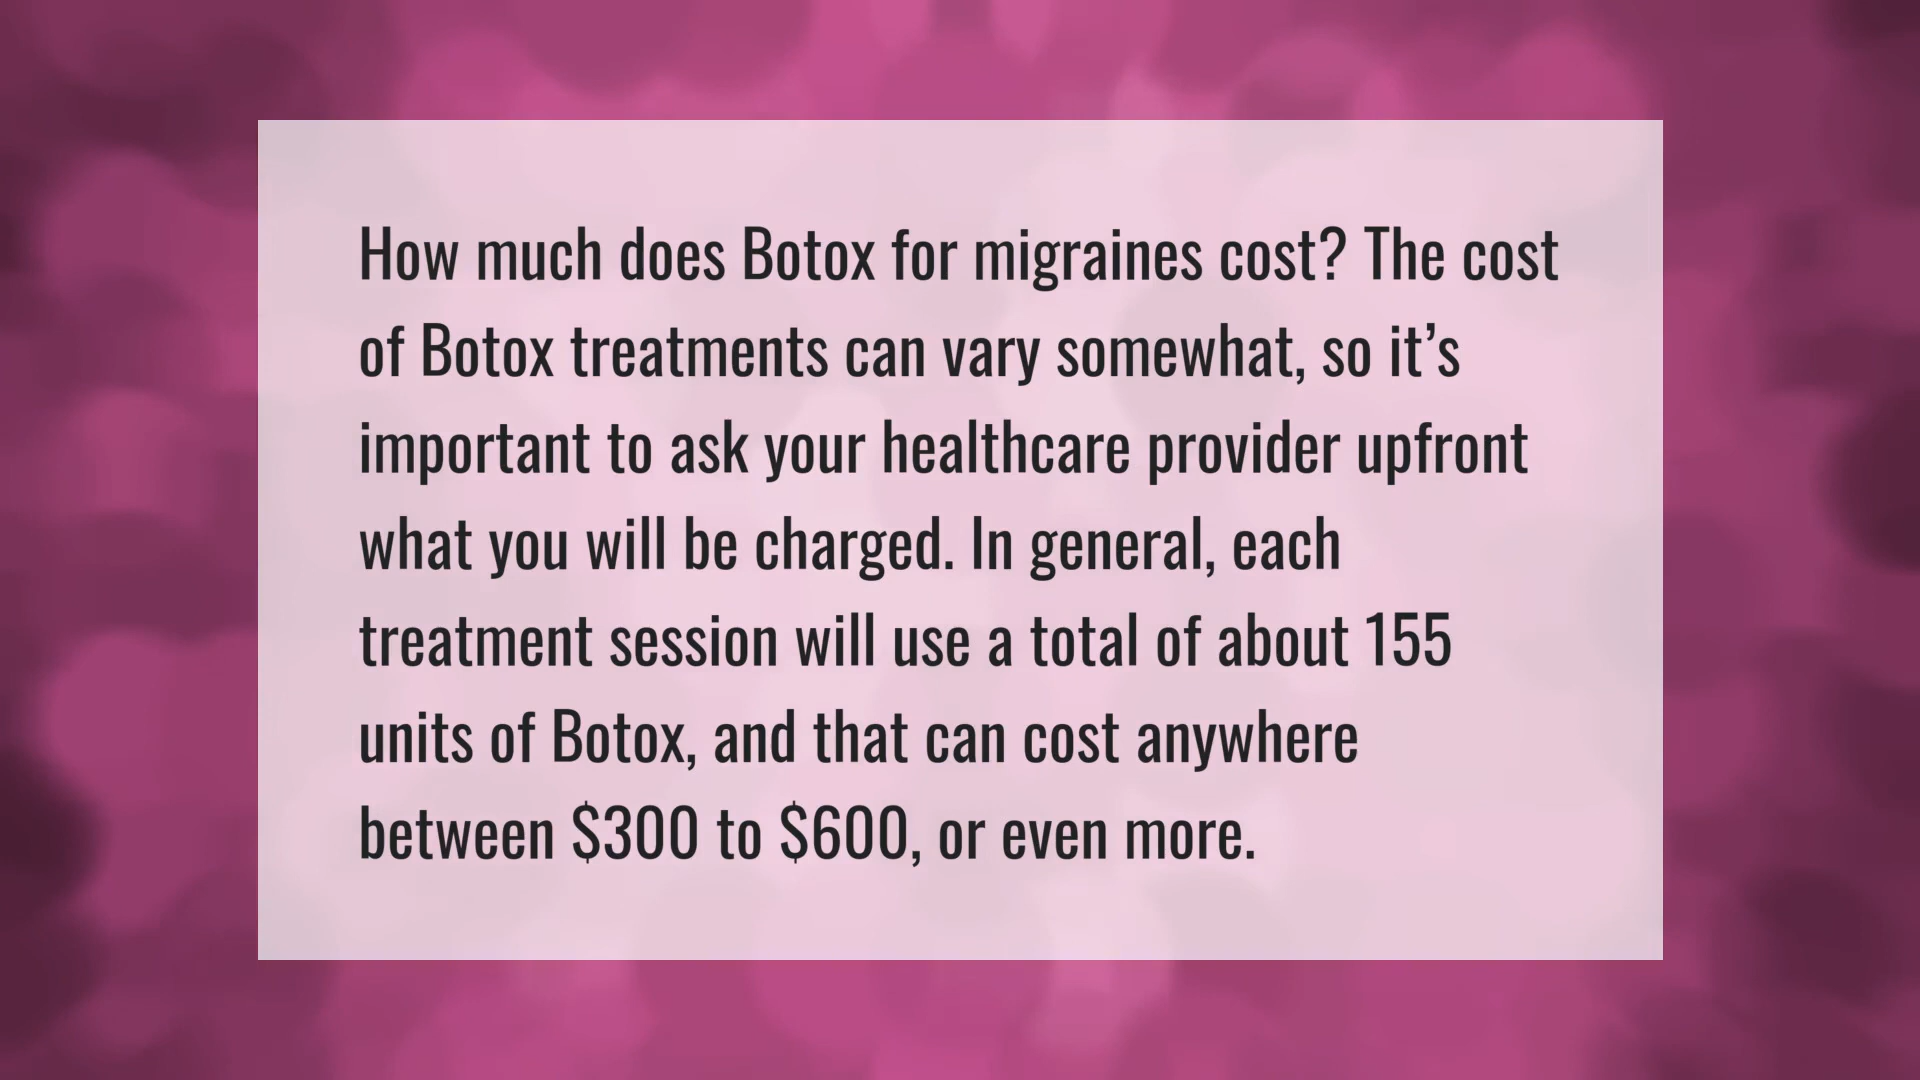 How much does Botox for migraines cost? The cost
of Botox treatments can vary somewhat, so it’s
important to ask your healthcare provider upfront
what you will be charged. In general, each
treatment session will use a total of about 155
units of Botox, and that can cost anywhere
between $300 to $600, or even more.